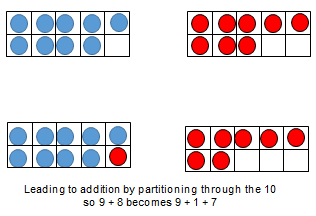 Leading to addition by partitioning through the 10
so 9 + 8 becomes 9 + 1 + 7